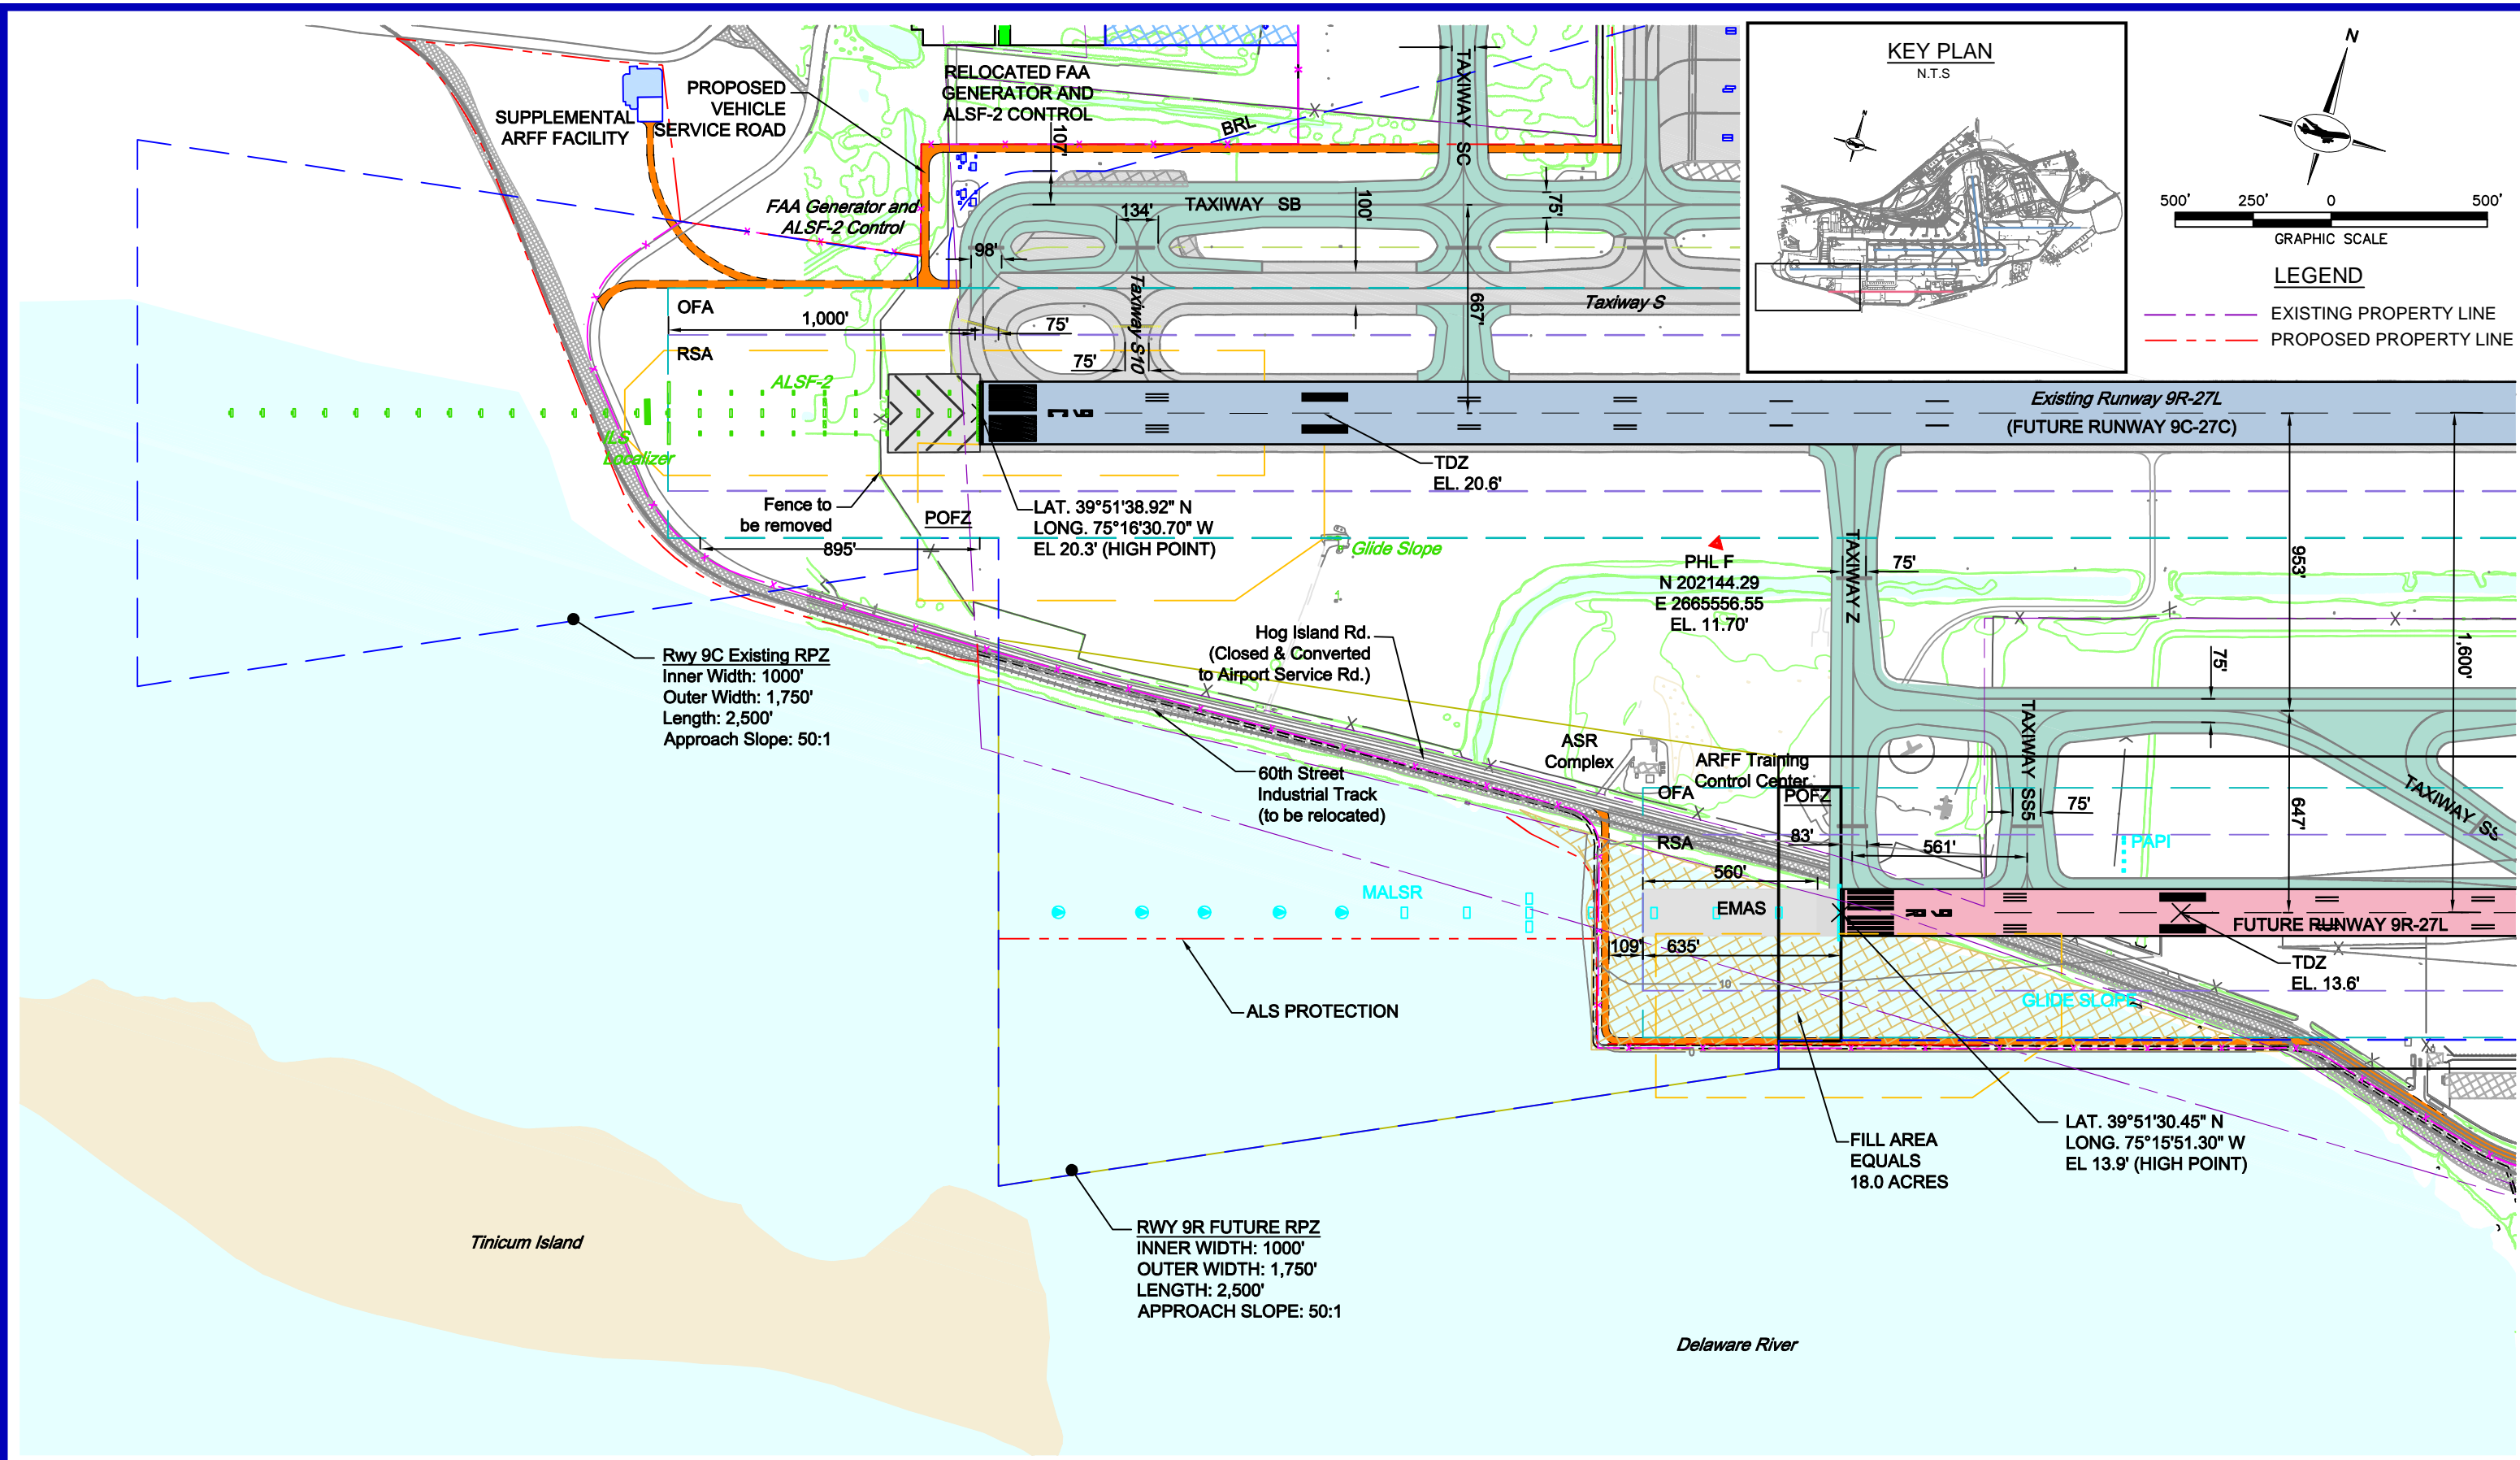 KEY PLAN
N.T.S
N
N
500'
250'
0
500'
GRAPHIC SCALE
LEGEND
EXISTING PROPERTY LINE
PROPOSED PROPERTY LINE
SUPPLEMENTAL
ARFF FACILITY
PROPOSED
VEHICLE
SERVICE ROAD
RELOCATED FAA
GENERATOR AND
ALSF-2 CONTROL
107'
BRL
TAXIWAY SC
FAA Generator and
ALSF-2 Control
98'
134'
TAXIWAY SB
100'
75'
667'
Taxiway S
Taxiway S10
OFA
1,000'
75'
RSA
75'
ALSF-2
ILS
Localizer
9
C
Existing Runway 9R-27L
(FUTURE RUNWAY 9C-27C)
TDZ
EL. 20.6'
Fence to
be removed
POFZ
895'
LAT. 39°51'38.92" N
LONG. 75°16'30.70" W
EL 20.3' (HIGH POINT)
Glide Slope
PHL F
N 202144.29
E 2665556.55
EL. 11.70'
TAXIWAY Z
75'
953'
1,600'
Rwy 9C Existing RPZ
Inner Width: 1000'
Outer Width: 1,750'
Length: 2,500'
Approach Slope: 50:1
Hog Island Rd.
(Closed & Converted
to Airport Service Rd.)
60th Street
Industrial Track
(to be relocated)
ASR
Complex
ARFF Training
Control Center
OFA
POFZ
RSA
83'
560'
561'
75'
75'
TAXIWAY SS5
647'
TAXIWAY SS
PAPI
MALSR
EMAS
9
R
FUTURE RUNWAY 9R-27L
109'
635'
10
0
TDZ
EL. 13.6'
GLIDE SLOPE
ALS PROTECTION
FILL AREA
EQUALS
18.0 ACRES
LAT. 39°51'30.45" N
LONG. 75°15'51.30" W
EL 13.9' (HIGH POINT)
RWY 9R FUTURE RPZ
INNER WIDTH: 1000'
OUTER WIDTH: 1,750'
LENGTH: 2,500'
APPROACH SLOPE: 50:1
Tinicum Island
Delaware River